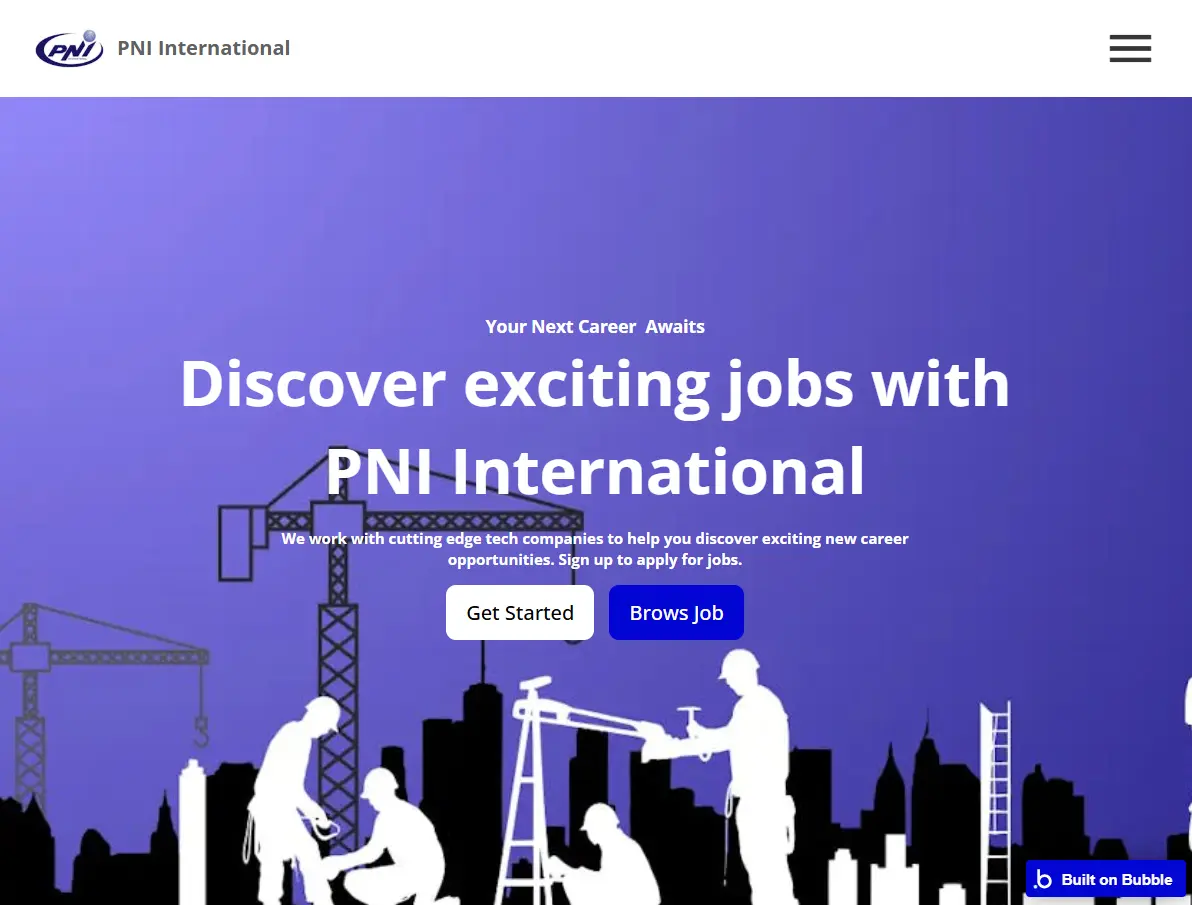 PNI
PNI International
Your Next Career  Awaits
Discover exciting jobs with
PNI International
We work with cutting edge tech companies to help you discover exciting new career
opportunities. Sign up to apply for jobs.
Get Started
Brows Job
Built on Bubble